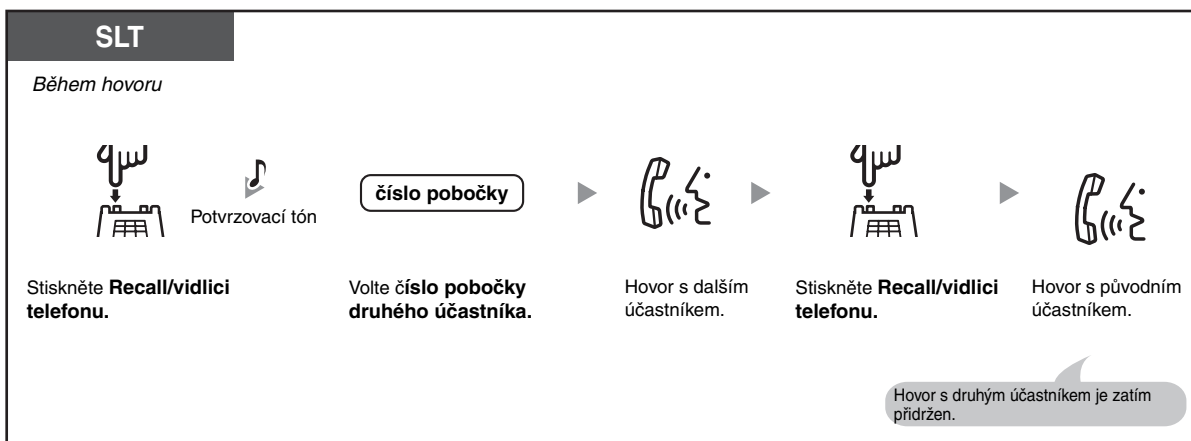 SLT
Během hovoru
Potvrzovací tón
číslo pobočky
Stiskněte Recall/vidlici
telefonu.
Volte číslo pobočky
druhého účastníka.
Hovor s dalším
účastníkem.
Stiskněte Recall/vidlici
telefonu.
Hovor s původním
účastníkem.
Hovor s druhým účastníkem je zatím
přidržen.